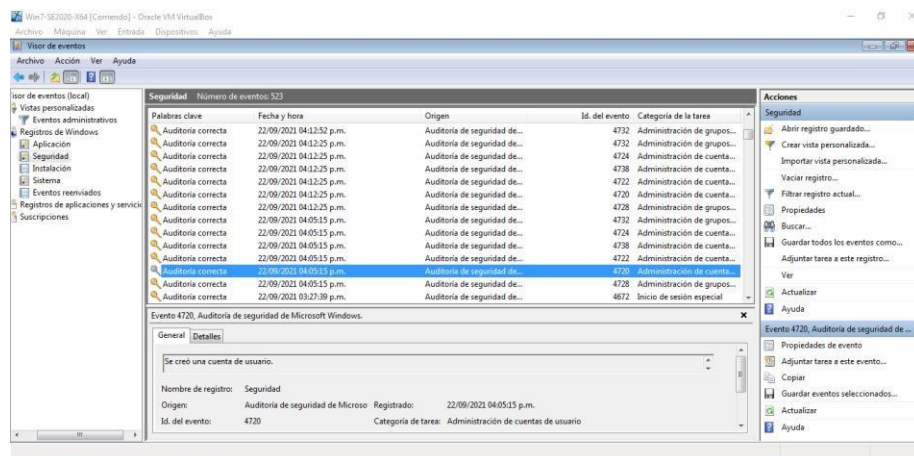 Win7-SE2020-X64 [Corriendo] - Oracle VM VirtualBox
Archivo Máquina Ver Entrada Dispositivos Ayuda
Visor de eventos
Archivo Acción Ver Ayuda
isor de eventos (local)
Vistas personalizadas
Eventos administrativos
Registros de Windows
Aplicación
Seguridad
Instalación
Sistema
Eventos reenviados
Registros de aplicaciones y servicio
Suscripciones
Seguridad Número de eventos: 523
Palabras clave Fecha y hora Origen Id. del evento Categoría de la tarea
Auditoría correcta 22/09/2021 04:12:52 p.m. Auditoría de seguridad de... 4732 Administración de grupos...
Auditoría correcta 22/09/2021 04:12:25 p.m. Auditoría de seguridad de... 4732 Administración de grupos...
Auditoría correcta 22/09/2021 04:12:25 p.m. Auditoría de seguridad de... 4724 Administración de cuenta...
Auditoría correcta 22/09/2021 04:12:25 p.m. Auditoría de seguridad de... 4738 Administración de cuenta...
Auditoría correcta 22/09/2021 04:12:25 p.m. Auditoría de seguridad de... 4722 Administración de cuenta...
Auditoría correcta 22/09/2021 04:12:25 p.m. Auditoría de seguridad de... 4720 Administración de cuenta...
Auditoría correcta 22/09/2021 04:12:25 p.m. Auditoría de seguridad de... 4728 Administración de grupos...
Auditoría correcta 22/09/2021 04:05:15 p.m. Auditoría de seguridad de... 4732 Administración de grupos...
Auditoría correcta 22/09/2021 04:05:15 p.m. Auditoría de seguridad de... 4724 Administración de cuenta...
Auditoría correcta 22/09/2021 04:05:15 p.m. Auditoría de seguridad de... 4738 Administración de cuenta...
Auditoría correcta 22/09/2021 04:05:15 p.m. Auditoría de seguridad de... 4722 Administración de cuenta...
Auditoría correcta 22/09/2021 04:05:15 p.m. Auditoría de seguridad de... 4720 Administración de cuenta...
Auditoría correcta 22/09/2021 04:05:15 p.m. Auditoría de seguridad de... 4728 Administración de grupos...
Auditoría correcta 22/09/2021 03:27:39 p.m. Auditoría de seguridad de... 4672 Inicio de sesión especial
Evento 4720, Auditoría de seguridad de Microsoft Windows.
General Detalles
Se creó una cuenta de usuario.
Nombre de registro: Seguridad
Origen: Auditoría de seguridad de Microso Registrado: 22/09/2021 04:05:15 p.m.
Id. del evento: 4720 Categoría de tarea: Administración de cuentas de usuario
Acciones
Seguridad
Abrir registro guardado...
Crear vista personalizada...
Importar vista personalizada...
Vaciar registro...
Filtrar registro actual...
Propiedades
Buscar...
Guardar todos los eventos como...
Adjuntar tarea a este registro...
Ver
Actualizar
Ayuda
Evento 4720, Auditoría de seguridad de ...
Propiedades de evento
Adjuntar tarea a este evento...
Copiar
Guardar eventos seleccionados...
Actualizar
Ayuda